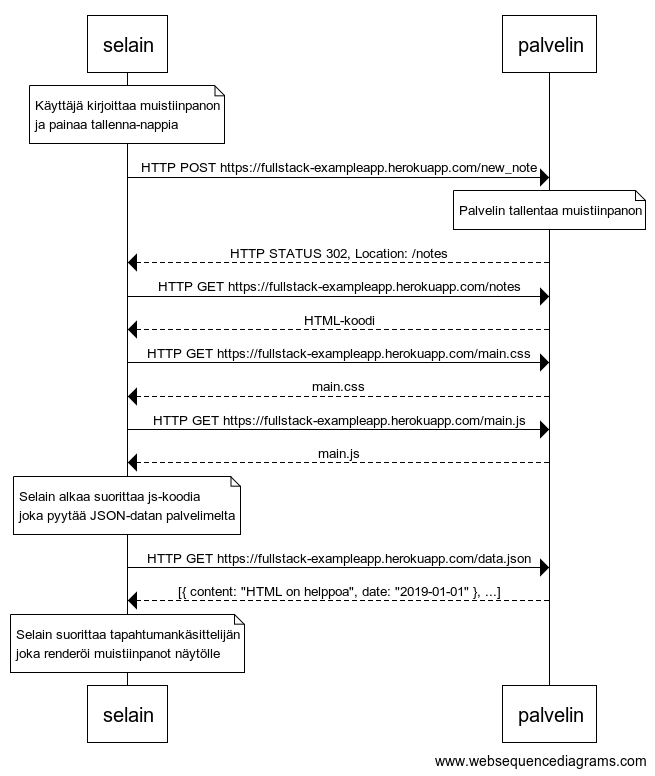 selain
palvelin
Käyttäjä kirjoittaa muistiinpanon
ja painaa tallenna-nappia
HTTP POST https://fullstack-exampleapp.herokuapp.com/new_note
Palvelin tallentaa muistiinpanon
HTTP STATUS 302, Location: /notes
HTTP GET https://fullstack-exampleapp.herokuapp.com/notes
HTML-koodi
HTTP GET https://fullstack-exampleapp.herokuapp.com/main.css
main.css
HTTP GET https://fullstack-exampleapp.herokuapp.com/main.js
main.js
Selain alkaa suorittaa js-koodia
joka pyytää JSON-datan palvelimelta
HTTP GET https://fullstack-exampleapp.herokuapp.com/data.json
[{ content: "HTML on helppoa", date: "2019-01-01" }, ...]
Selain suorittaa tapahtumankäsittelijän
joka renderöi muistiinpanot näytölle
selain
palvelin
www.websequencediagrams.com